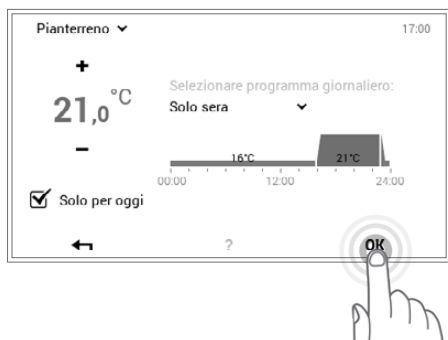 Pianterreno
17:00
+
21,0 °C
−
Selezionare programma giornaliero:
Solo sera
16°C
21°C
00:00
12:00
24:00
Solo per oggi
?
OK